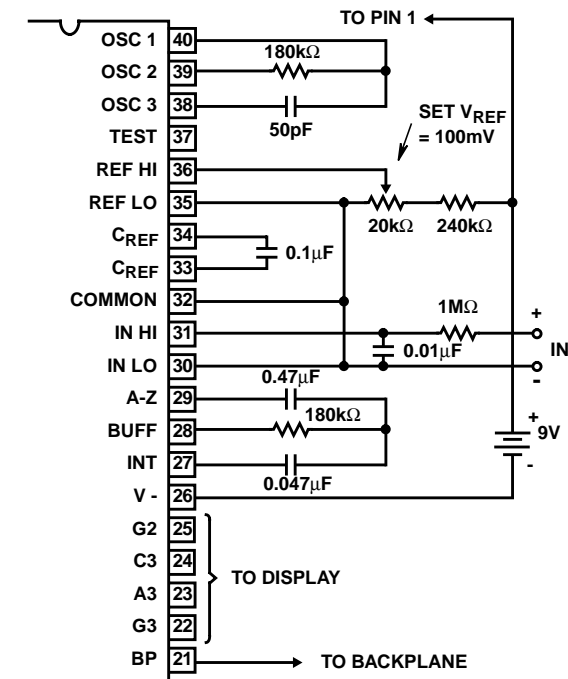 TO PIN 1
OSC 1 40
180kΩ
OSC 2 39
OSC 3 38
50pF
TEST 37
SET VREF
= 100mV
REF HI 36
REF LO 35
20kΩ 240kΩ
CREF 34
0.1µF
CREF 33
COMMON 32
1MΩ
IN HI 31
+
0.01µF
IN
IN LO 30
-
0.47µF
A-Z 29
180kΩ
BUFF 28
+
9V
INT 27
-
0.047µF
V - 26
G2 25
C3 24
TO DISPLAY
A3 23
G3 22
BP 21
TO BACKPLANE